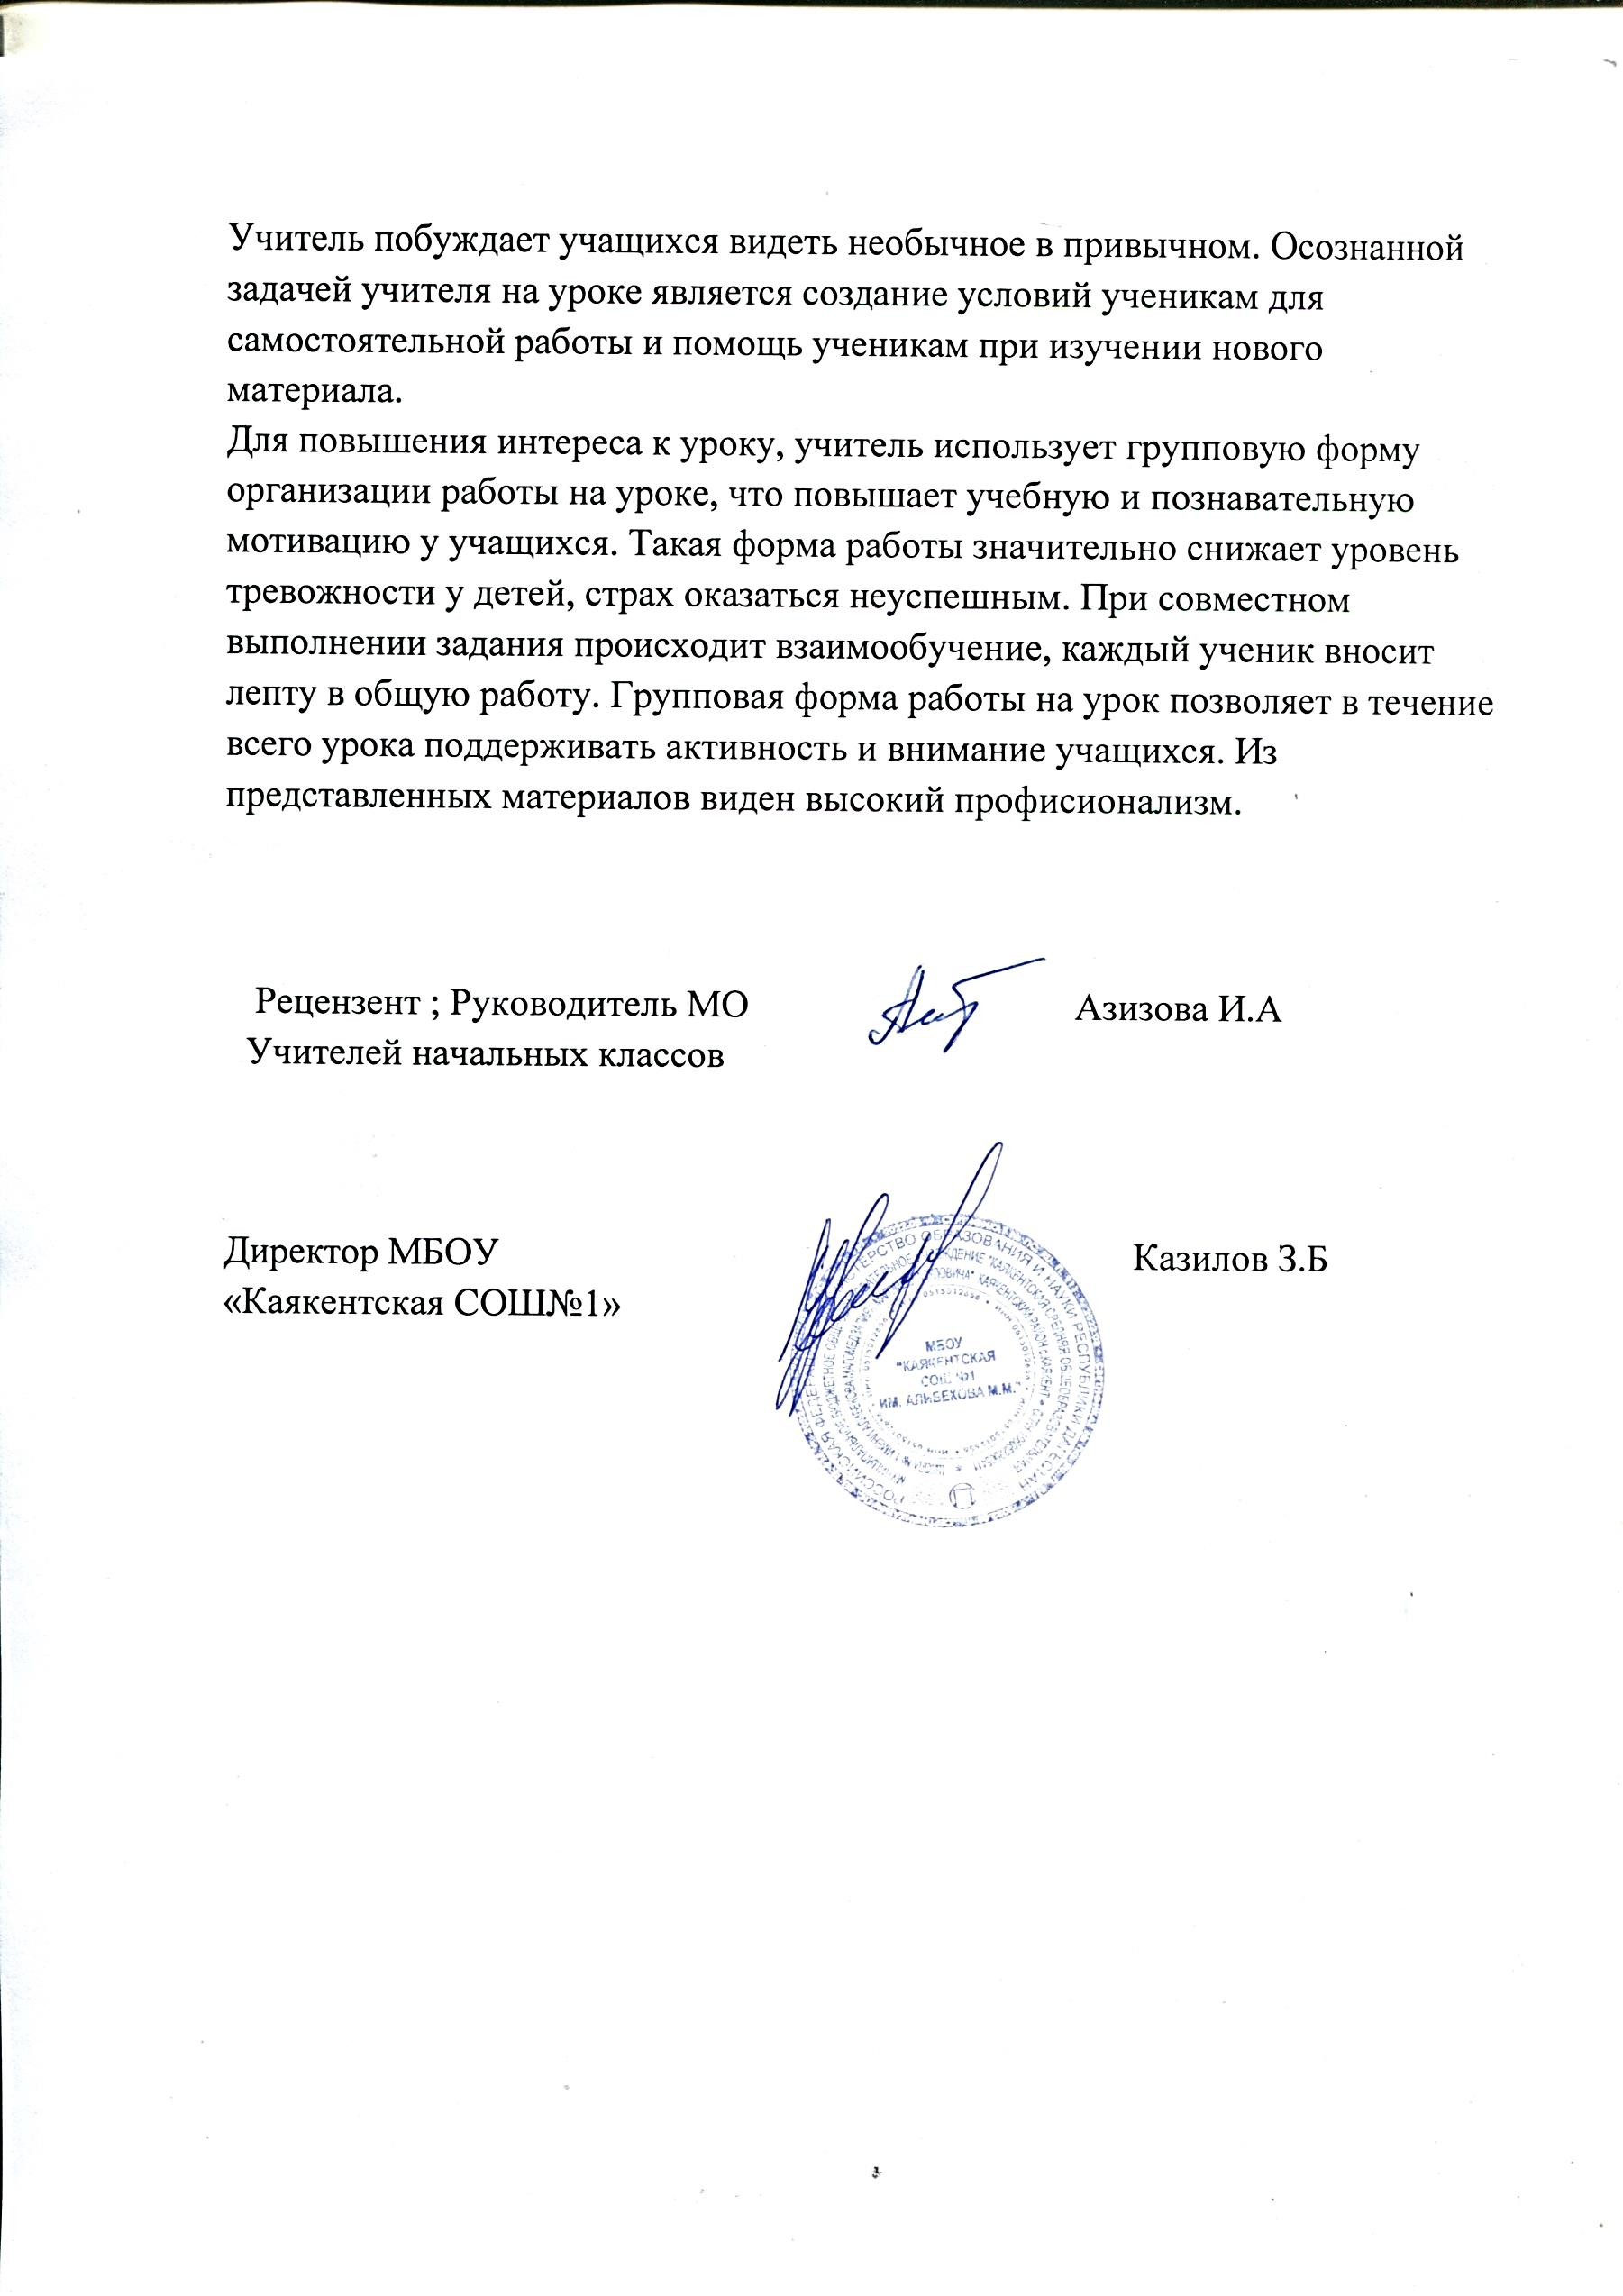 Учитель побуждает учащихся видеть необычное в привычном. Осознанной
задачей учителя на уроке является создание условий ученикам для
самостоятельной работы и помощь ученикам при изучении нового
материала.
Для повышения интереса к уроку, учитель использует групповую форму
организации работы на уроке, что повышает учебную и познавательную
мотивацию у учащихся. Такая форма работы значительно снижает уровень
тревожности у детей, страх оказаться неуспешным. При совместном
выполнении задания происходит взаимообучение, каждый ученик вносит
лепту в общую работу. Групповая форма работы на урок позволяет в течение
всего урока поддерживать активность и внимание учащихся. Из
представленных материалов виден высокий профисионализм.
Рецензент ; Руководитель МО Азизова И.А
Учителей начальных классов
Директор МБОУ Казилов З.Б
«Каякентская СОШ№1»
МБОУ
"КАЯКЕНТСКАЯ
СОШ №1
ИМ. АЛИБЕКОВА М.М."
ОБРАЗОВАНИЯ И НАУКИ РЕСПУБЛИКИ ДАГЕСТАН